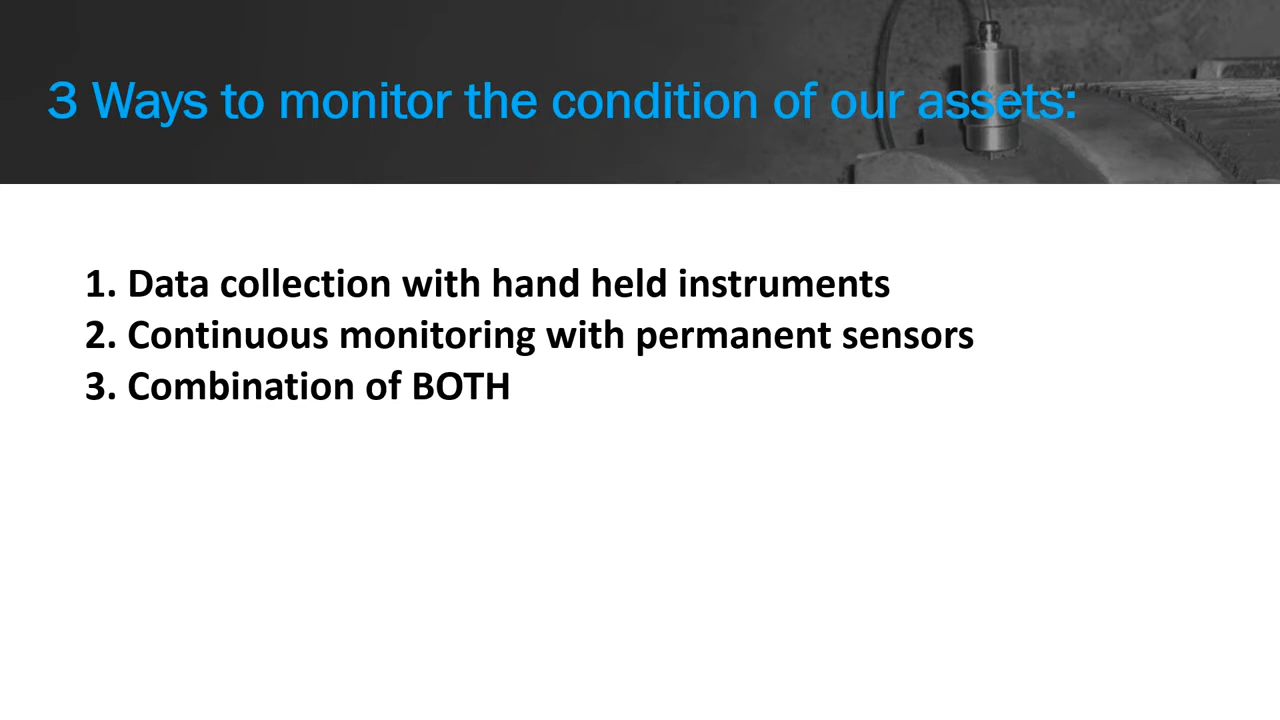 3 Ways to monitor the condition of our assets:
1. Data collection with hand held instruments
2. Continuous monitoring with permanent sensors
3. Combination of BOTH